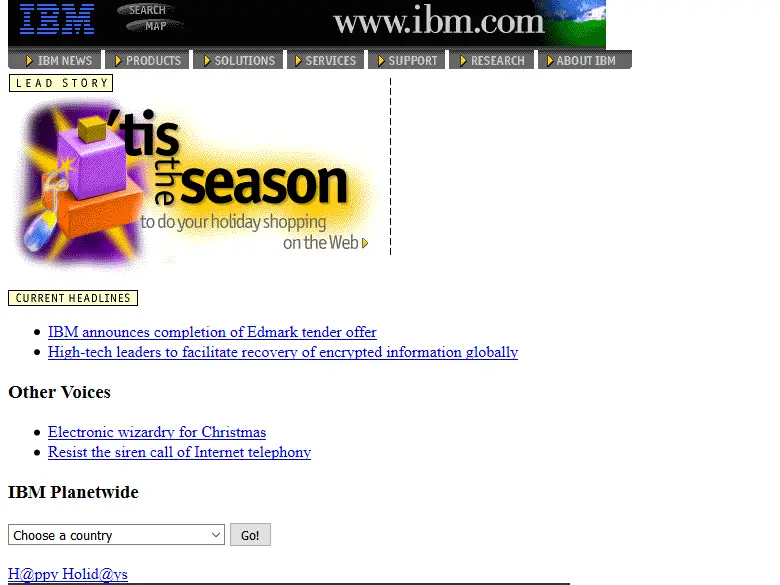 IBM
SEARCH
MAP
www.ibm.com
IBM NEWS
PRODUCTS
SOLUTIONS
SERVICES
SUPPORT
RESEARCH
ABOUT IBM
LEAD STORY
'tis
the
season
to do your holiday shopping
on the Web
CURRENT HEADLINES
IBM announces completion of Edmark tender offer
High-tech leaders to facilitate recovery of encrypted information globally
Other Voices
Electronic wizardry for Christmas
Resist the siren call of Internet telephony
IBM Planetwide
Choose a country
Go!
H@ppy Holid@ys